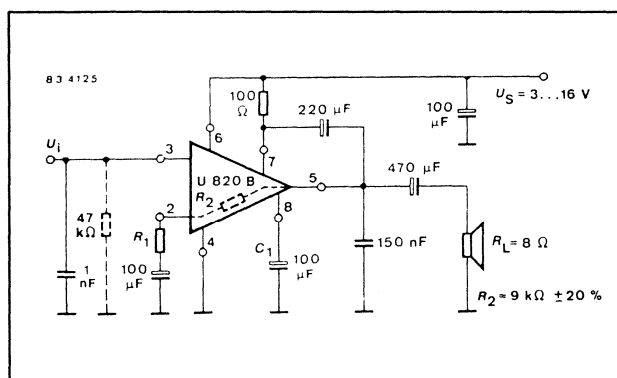 83 4125
100 Ω
220 µF
100 µF
U_S = 3...16 V
U_i
3
6
7
470 µF
U 820 B
R_2
5
2
8
4
47 kΩ
R_1
C_1
1 nF
100 µF
100 µF
150 nF
R_L = 8 Ω
R_2 ≈ 9 kΩ ± 20 %